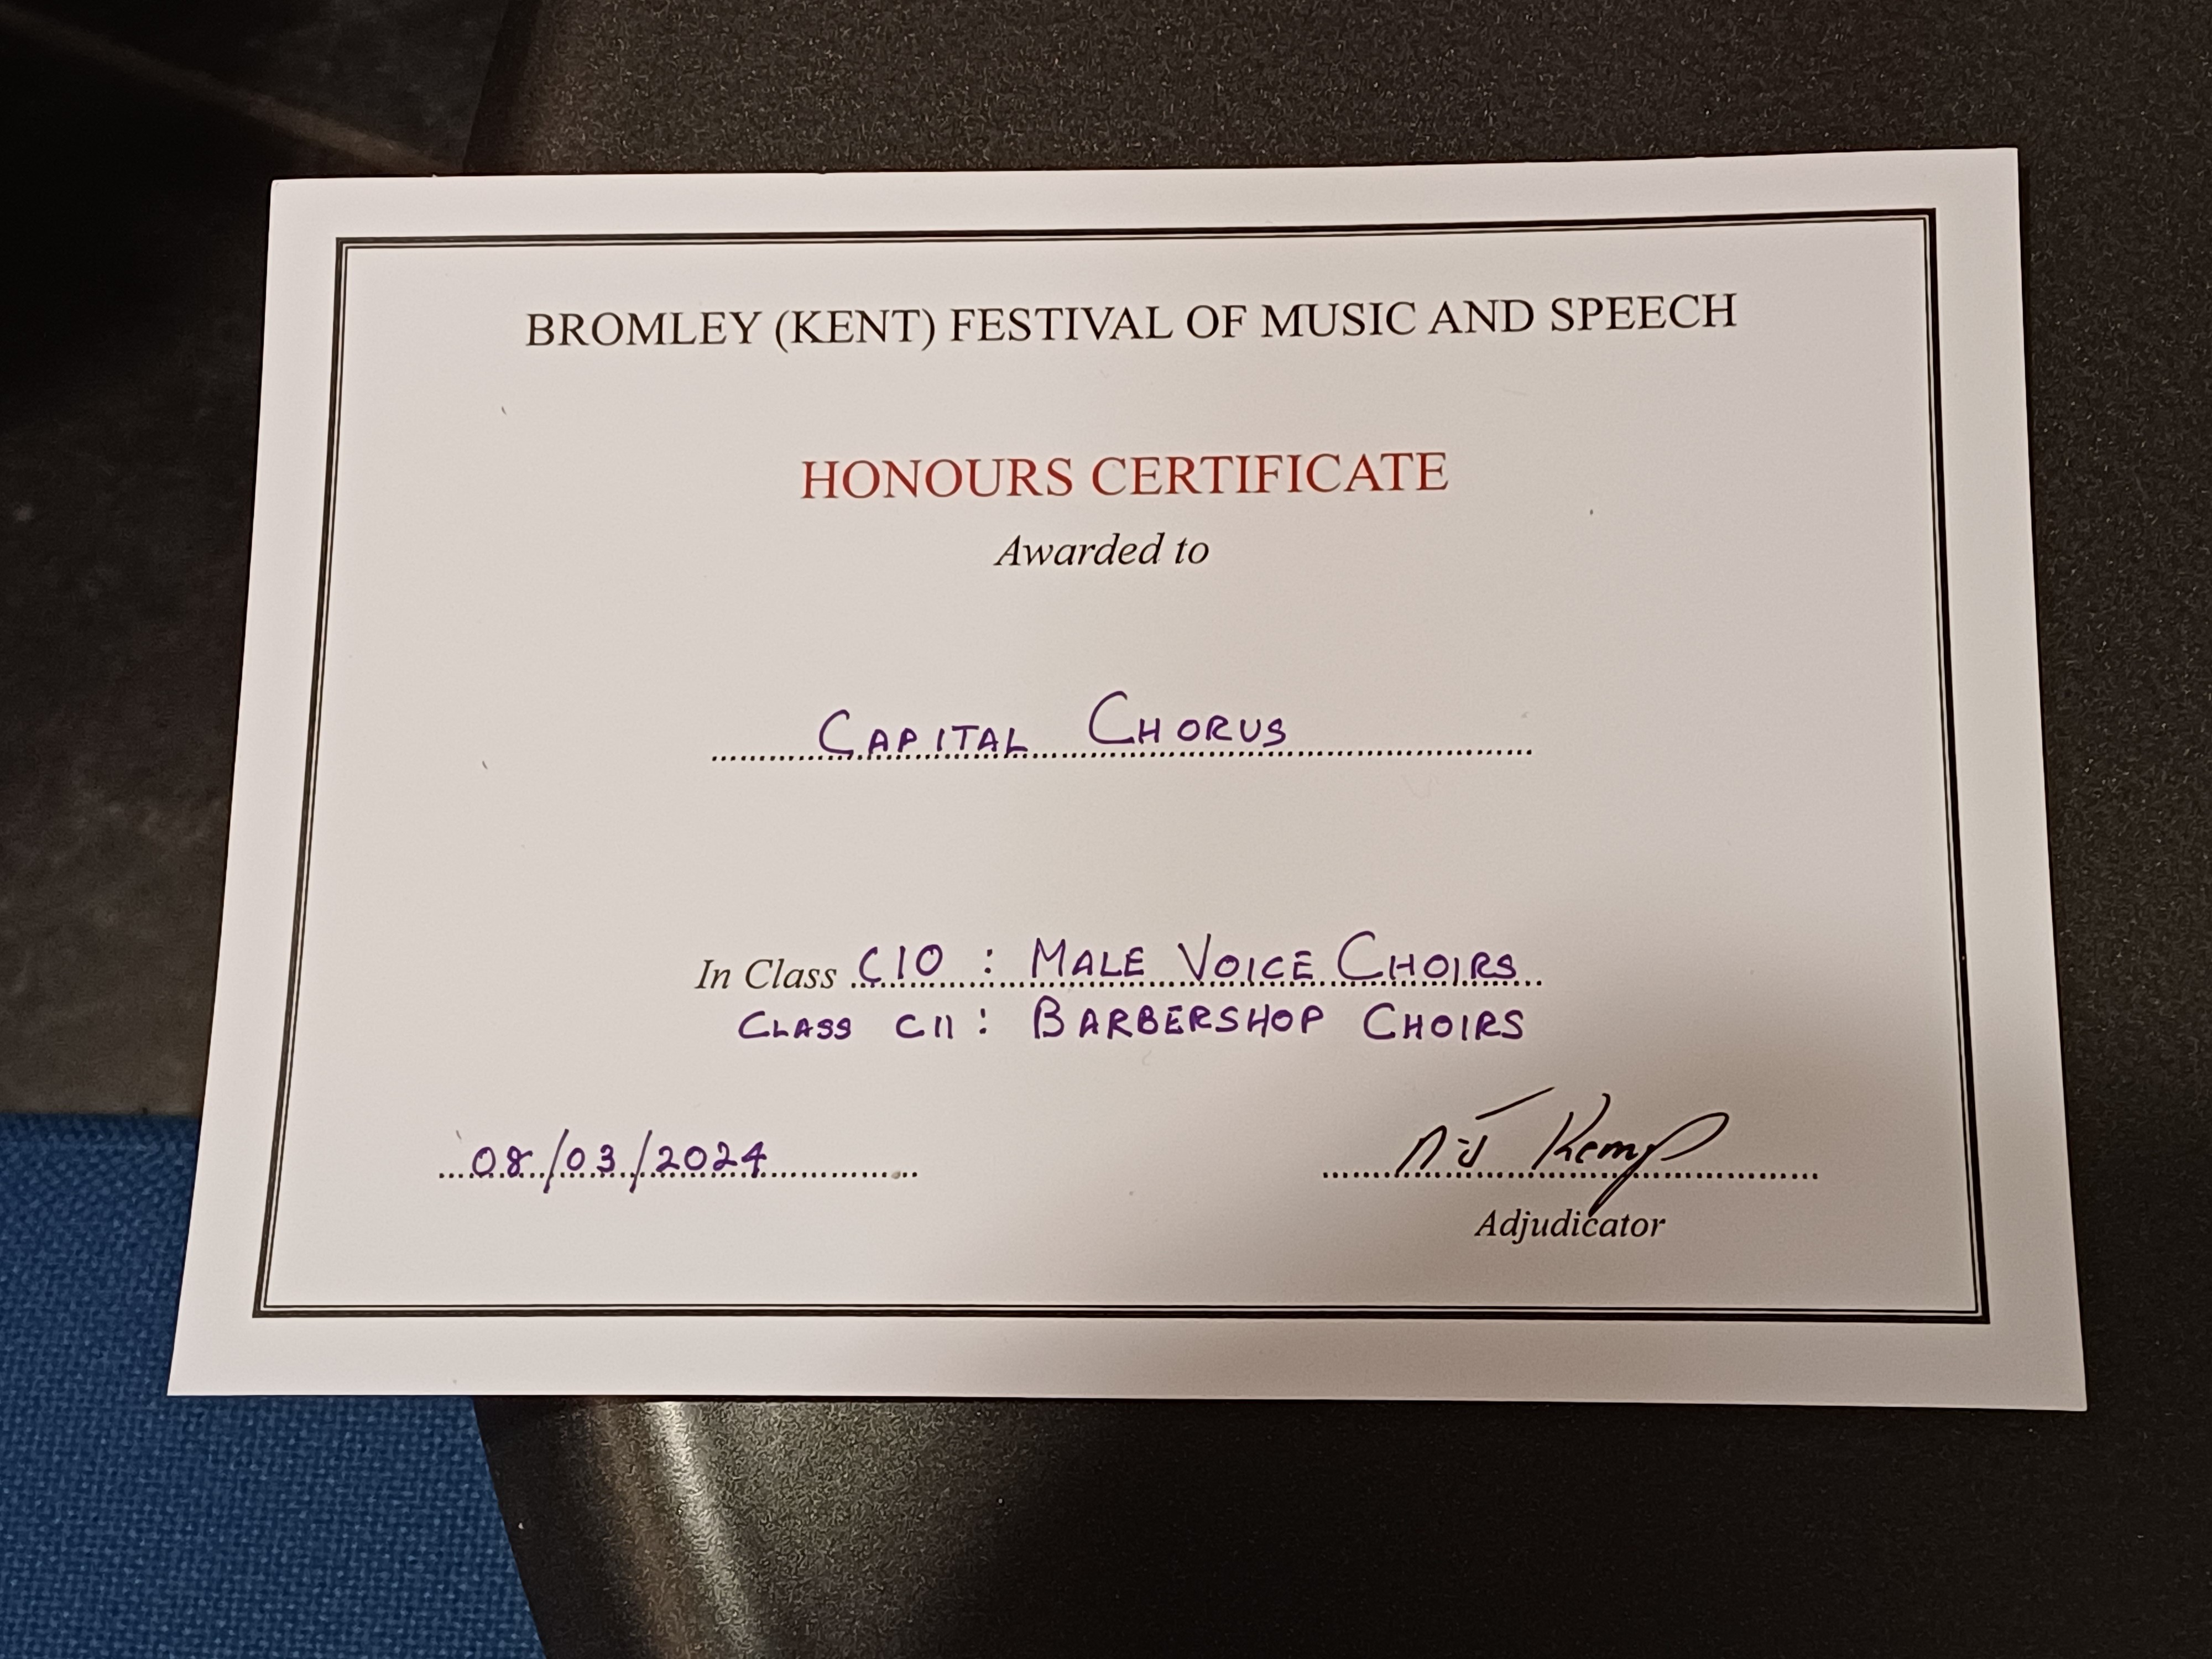 BROMLEY (KENT) FESTIVAL OF MUSIC AND SPEECH
HONOURS CERTIFICATE
Awarded to
CAPITAL CHORUS
In Class C10 : MALE VOICE CHOIRS
CLASS C11 : BARBERSHOP CHOIRS
08/03/2024
Kemp
Adjudicator